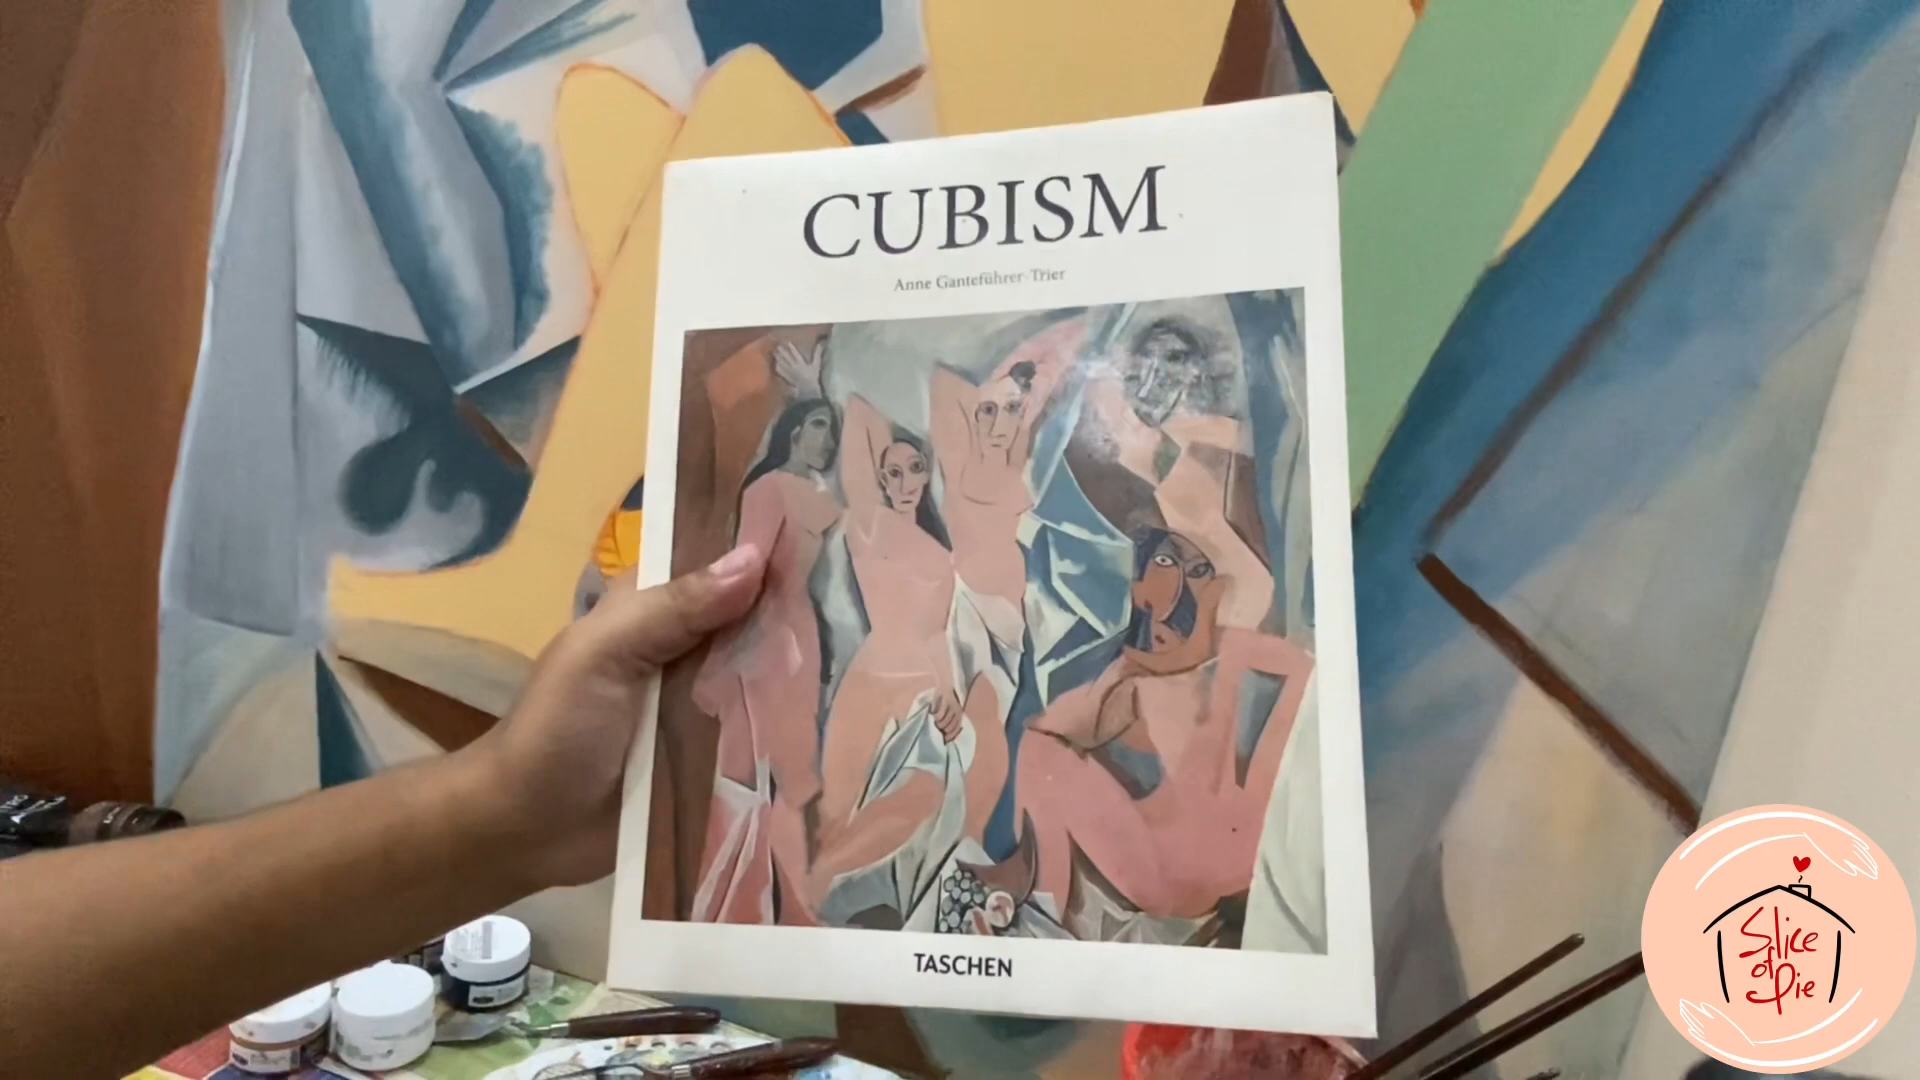 CUBISM
Anne Ganteführer-Trier
TASCHEN
Slice
of
Pie